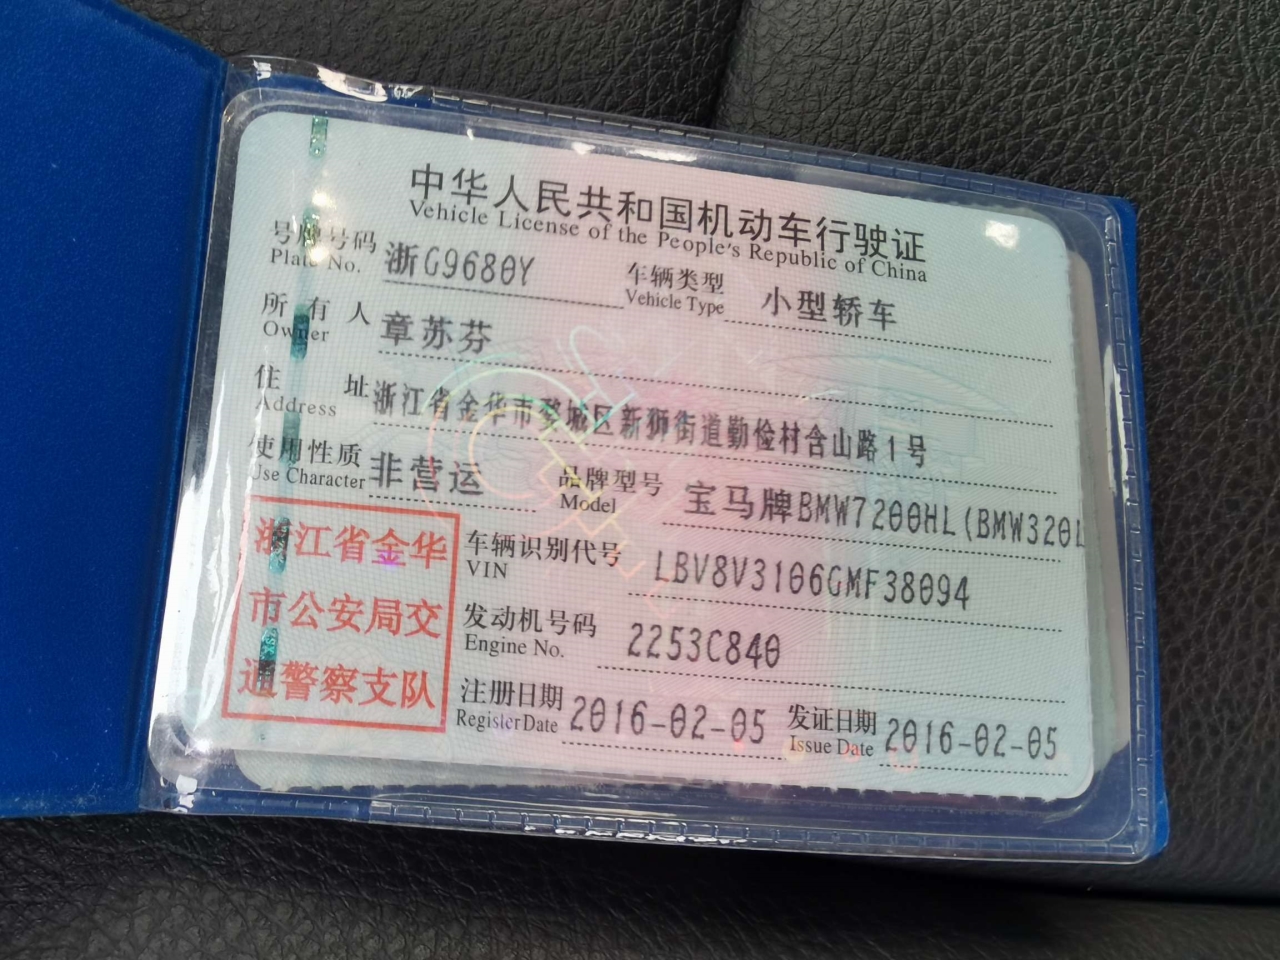 中华人民共和国机动车行驶证
Vehicle License of the People's Republic of China
号牌号码 浙G9680Y 车辆类型 小型轿车
Plate No. Vehicle Type
所有人 章苏芬
Owner
住址 浙江省金华市婺城区新狮街道勤俭村含山路1号
Address
使用性质 非营运 品牌型号 宝马牌BMW7200HL(BMW320L
Use Character Model
浙江省金华
市公安局交
通警察支队
车辆识别代号 LBV8V3106GMF38094
VIN
发动机号码 2253C840
Engine No.
注册日期 2016-02-05 发证日期 2016-02-05
Register Date Issue Date